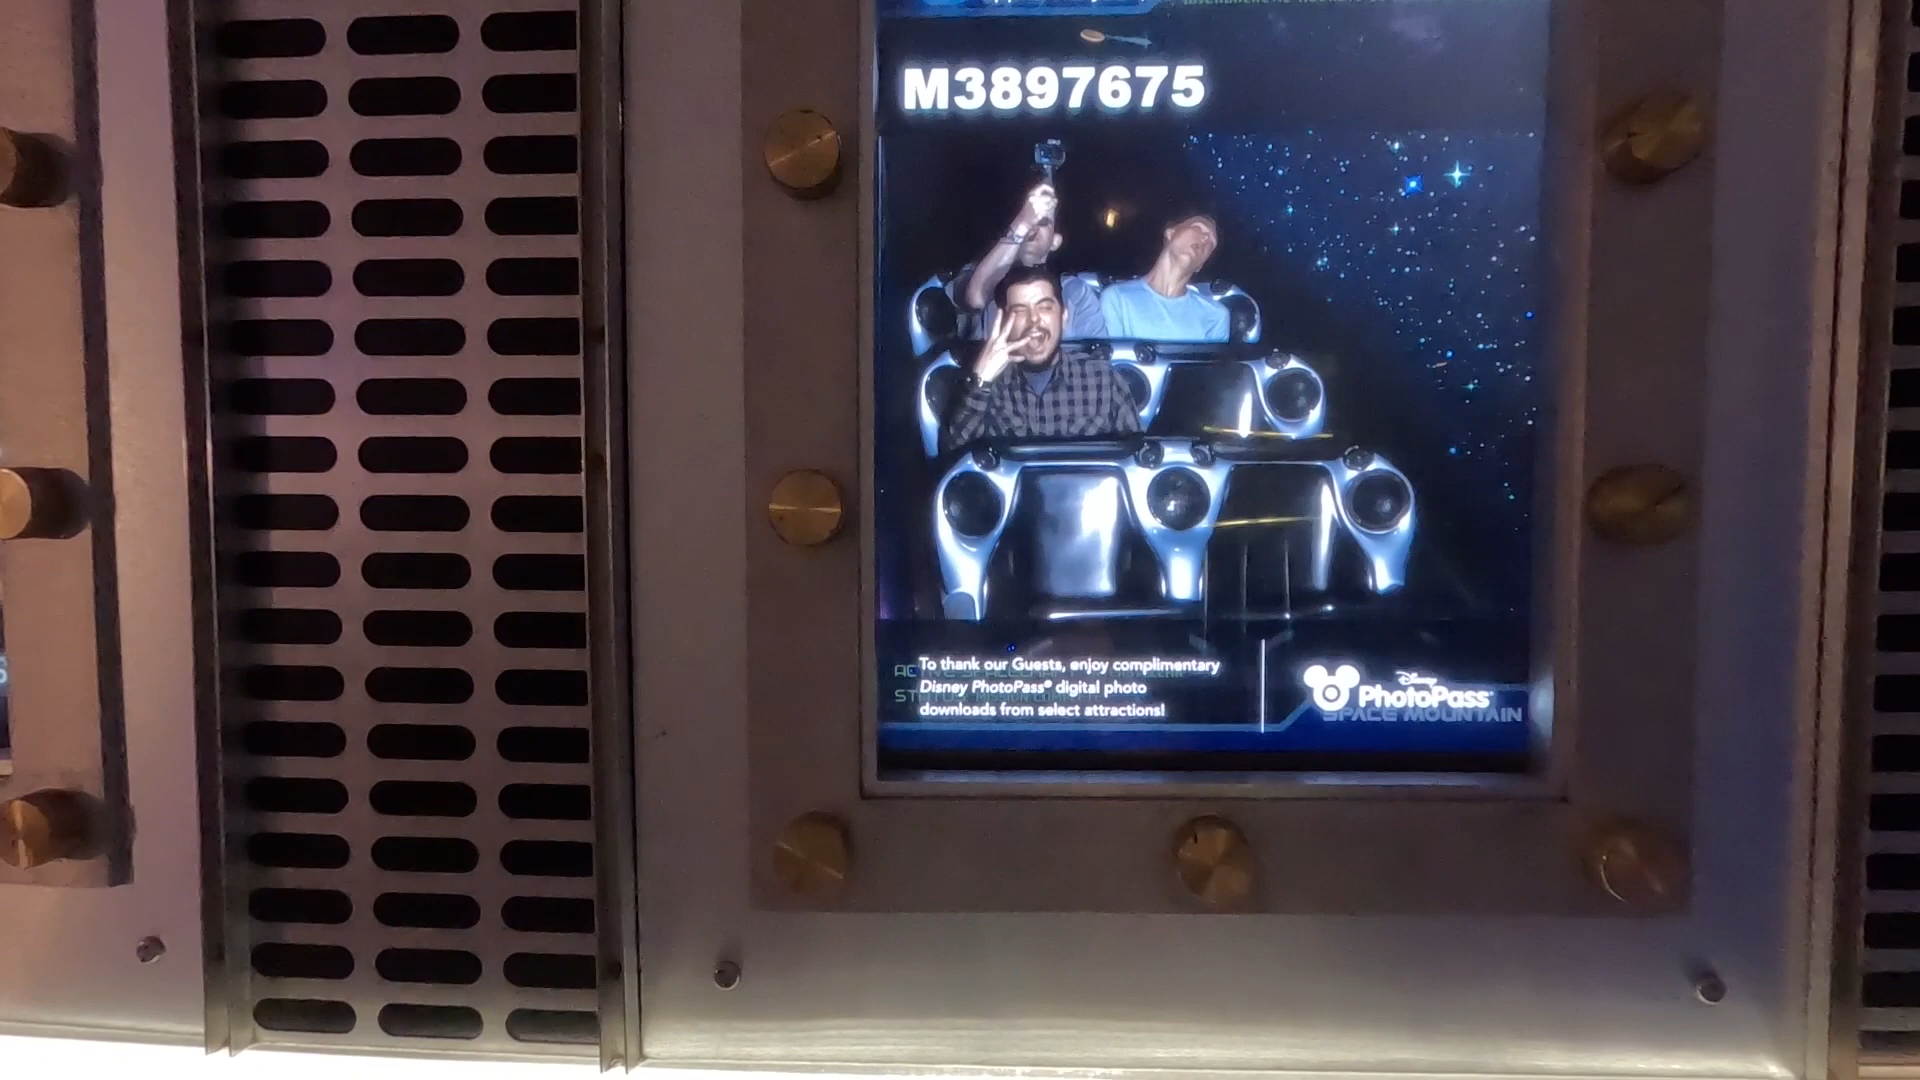 M3897675
To thank our Guests, enjoy complimentary
Disney PhotoPass® digital photo
downloads from select attractions!
Disney
PhotoPass
SPACE MOUNTAIN